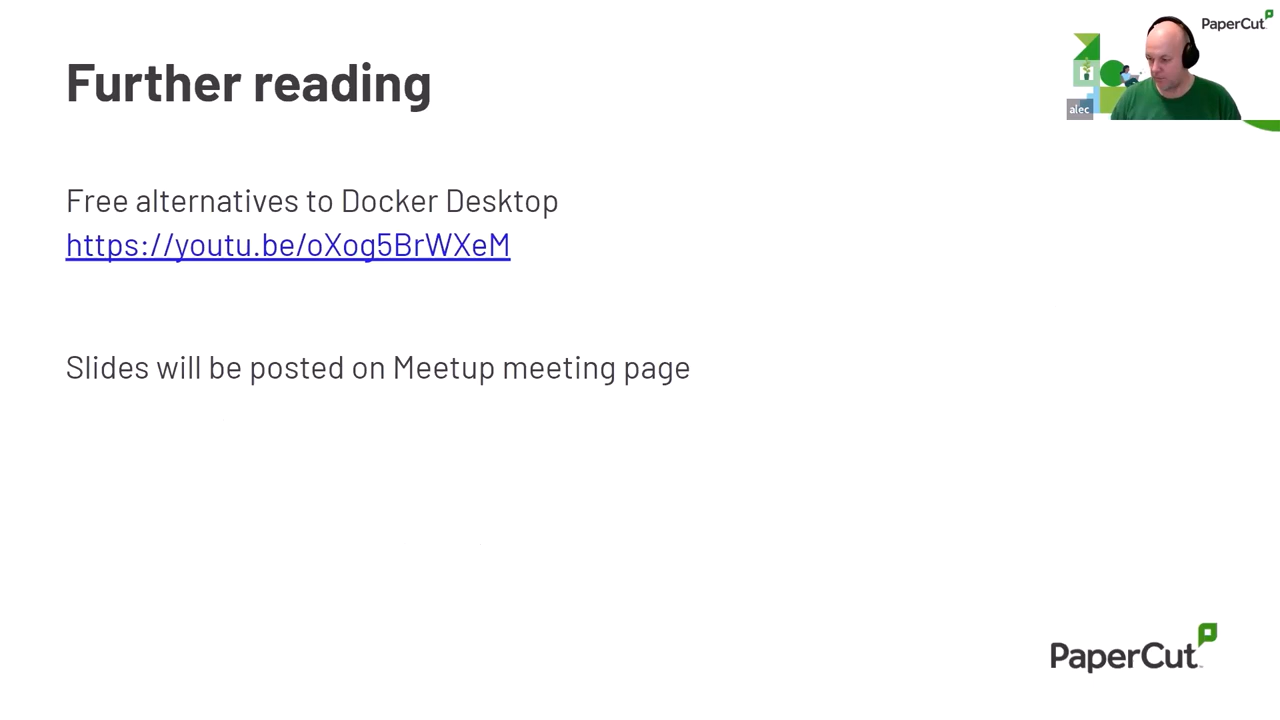 PaperCut
Further reading
alec
Free alternatives to Docker Desktop
https://youtu.be/oXog5BrWXeM
Slides will be posted on Meetup meeting page
PaperCut